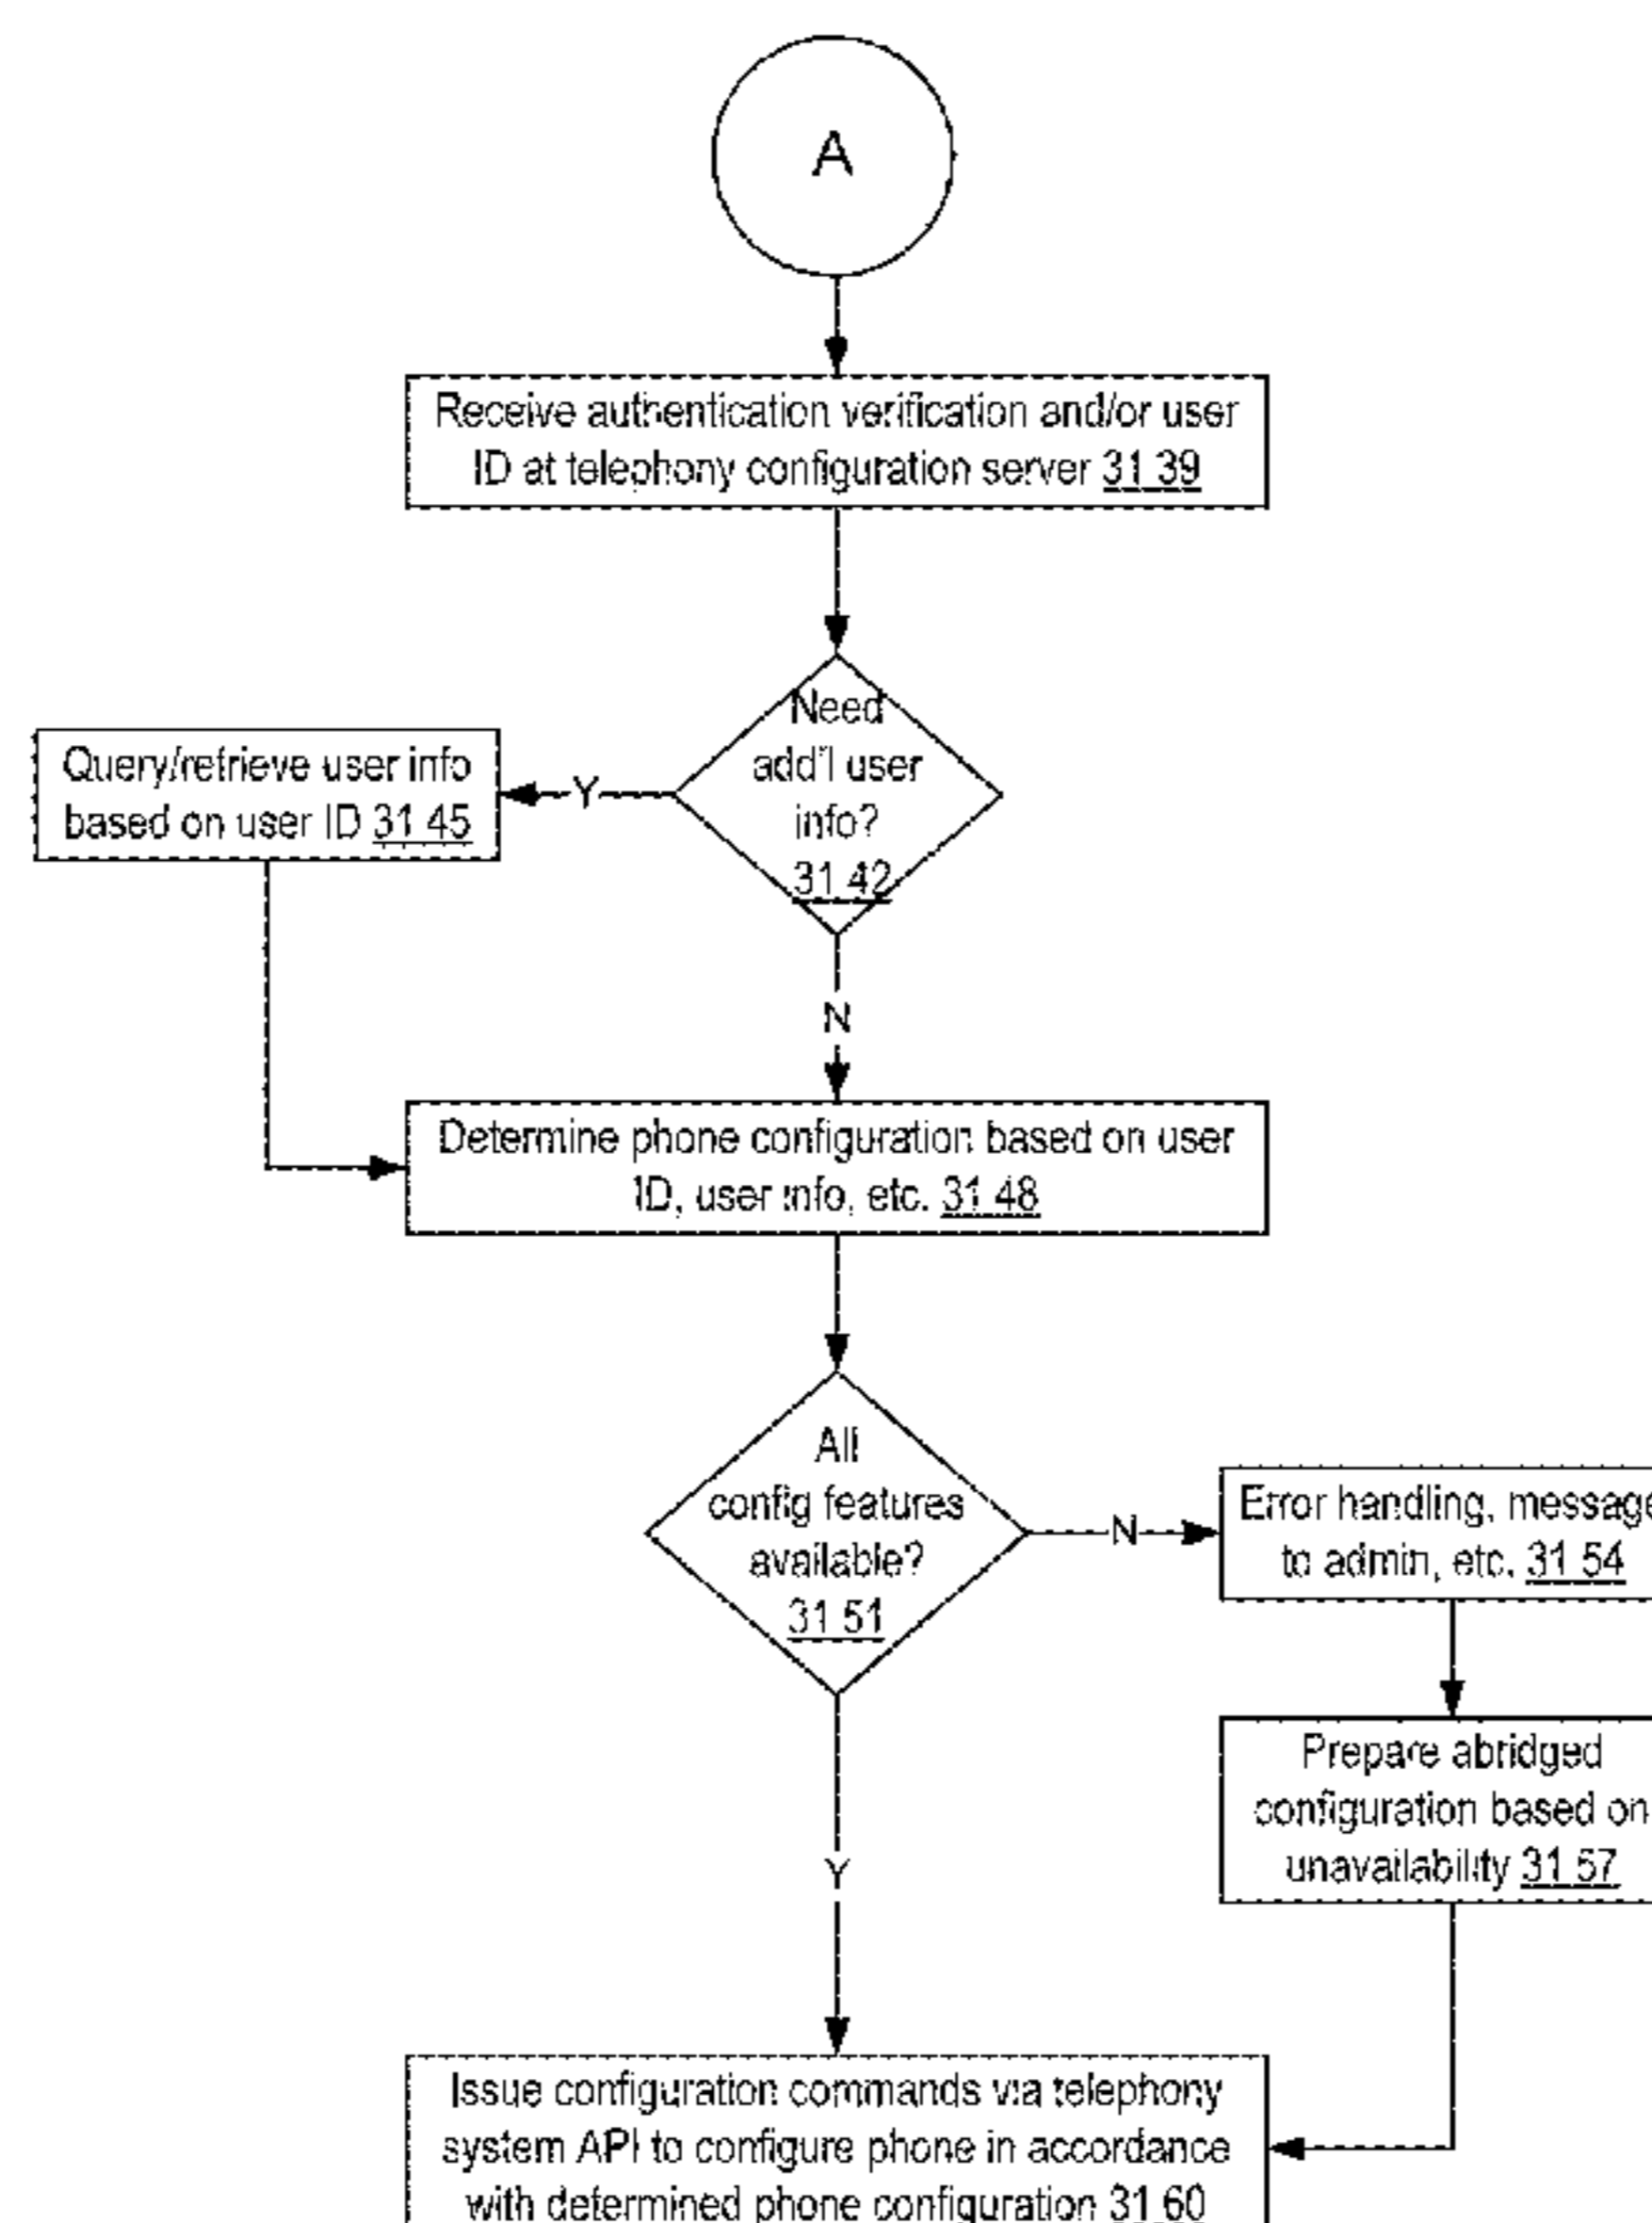 A
Receive authentication verification and/or user
ID at telephony configuration server 31 39
Need
add'l user
info?
31 42
Y
Query/retrieve user info
based on user ID 31 45
N
Determine phone configuration based on user
ID, user info, etc. 31 48
All
config features
available?
31 51
N
Error handling, message
to admin, etc. 31 54
Prepare abridged
configuration based on
unavailability 31 57
Y
Issue configuration commands via telephony
system API to configure phone in accordance
with determined phone configuration 31 60